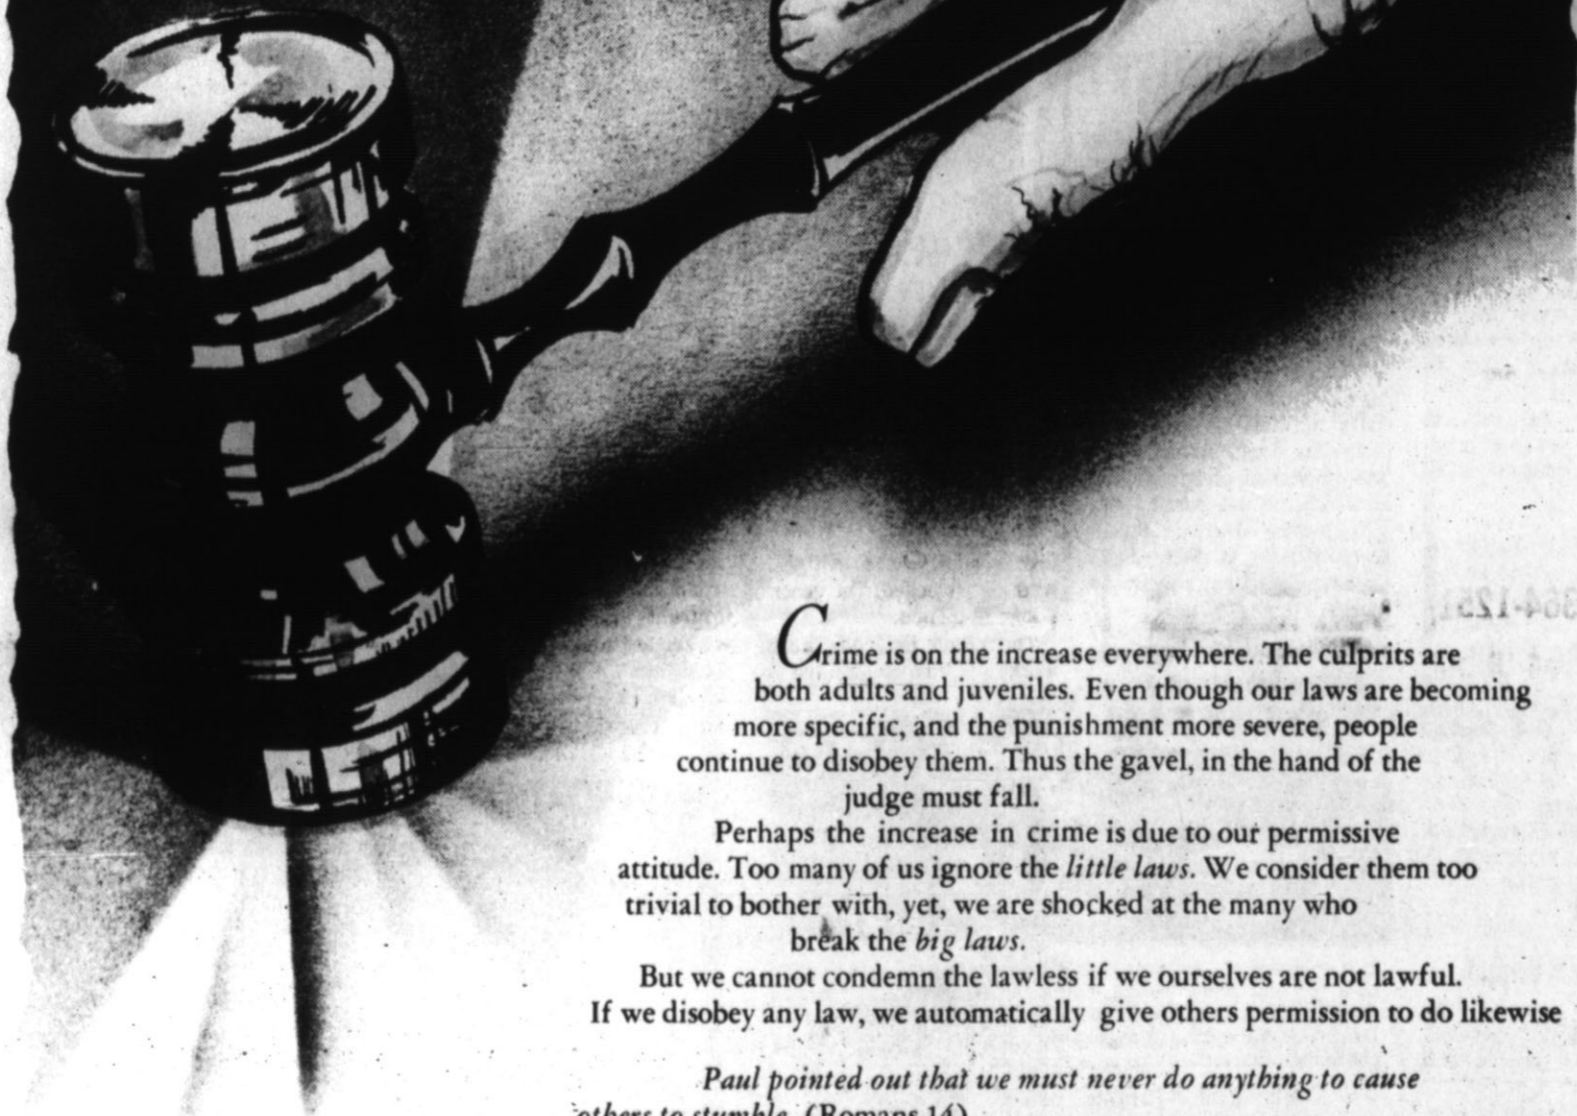 Crime is on the increase everywhere. The culprits are
both adults and juveniles. Even though our laws are becoming
more specific, and the punishment more severe, people
continue to disobey them. Thus the gavel, in the hand of the
judge must fall.
Perhaps the increase in crime is due to our permissive
attitude. Too many of us ignore the little laws. We consider them too
trivial to bother with, yet, we are shocked at the many who
break the big laws.
But we cannot condemn the lawless if we ourselves are not lawful.
If we disobey any law, we automatically give others permission to do likewise
Paul pointed out that we must never do anything to cause
others to stumble. (Romans 14)